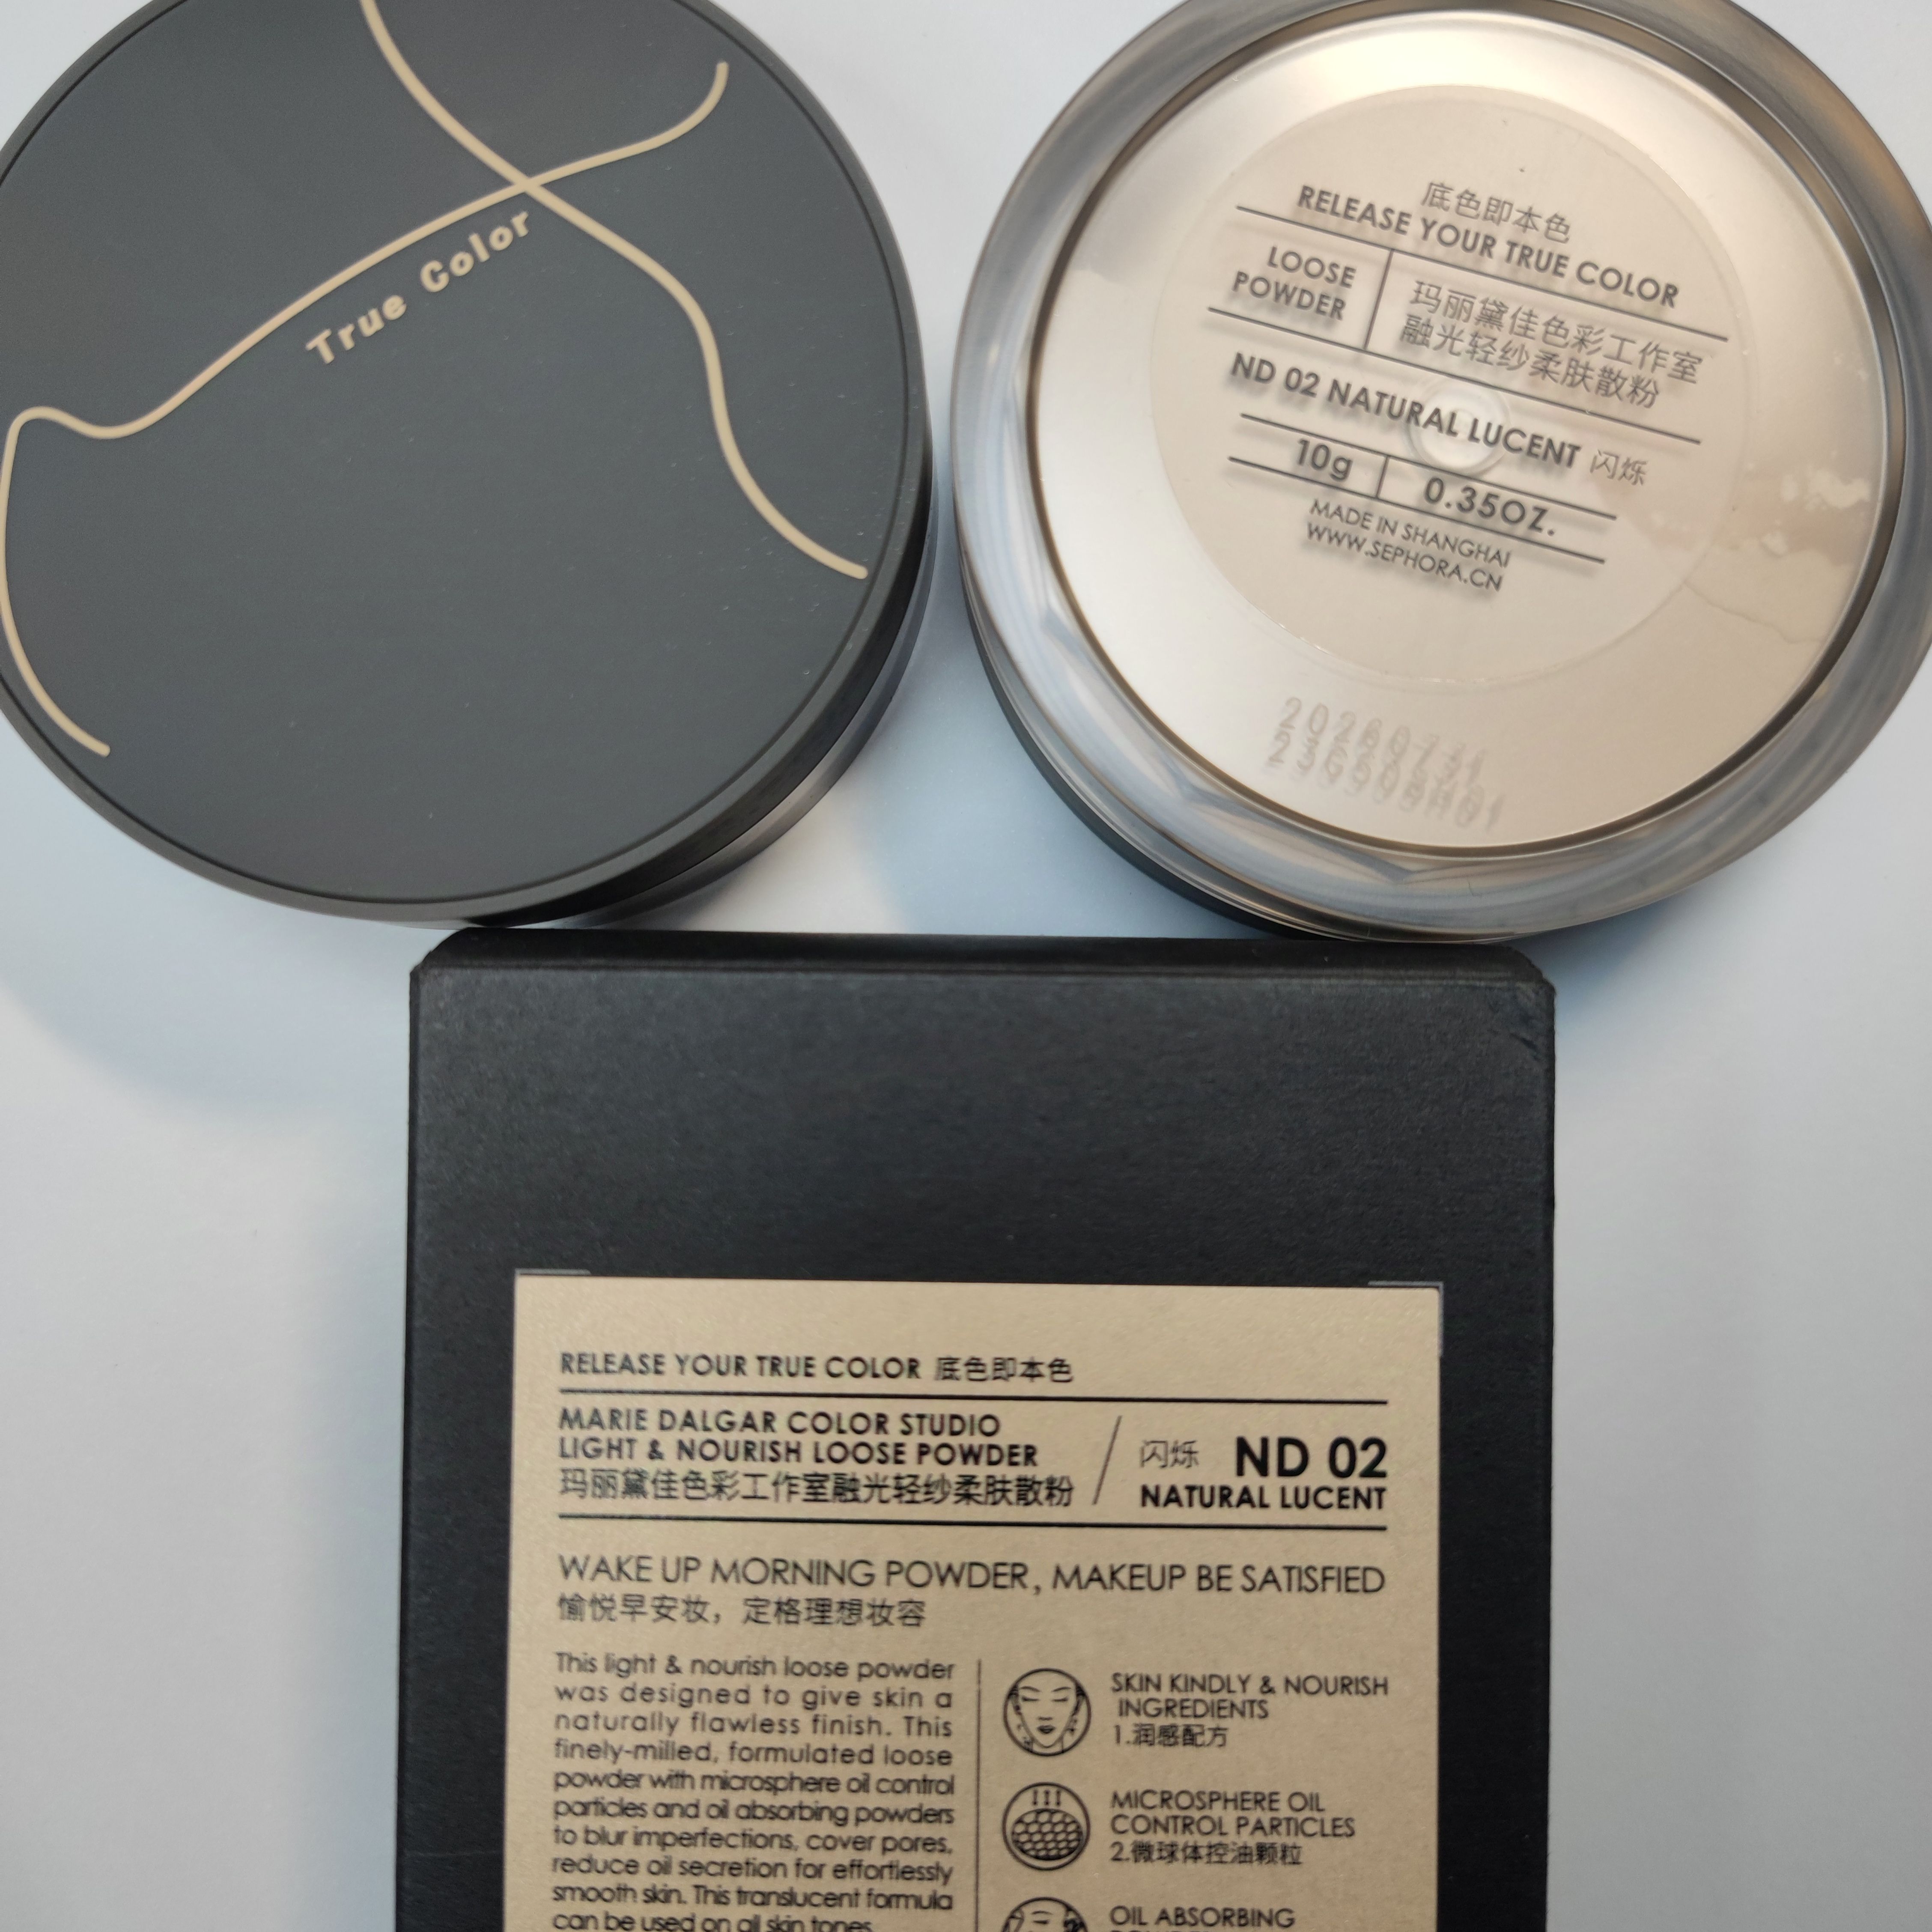 True Color
底色即本色
RELEASE YOUR TRUE COLOR
LOOSE
POWDER
玛丽黛佳色彩工作室
融光轻纱柔肤散粉
ND 02 NATURAL LUCENT 闪烁
10g
0.35OZ.
MADE IN SHANGHAI
WWW.SEPHORA.CN
RELEASE YOUR TRUE COLOR 底色即本色
MARIE DALGAR COLOR STUDIO
LIGHT & NOURISH LOOSE POWDER
玛丽黛佳色彩工作室融光轻纱柔肤散粉
闪烁 ND 02
NATURAL LUCENT
WAKE UP MORNING POWDER, MAKEUP BE SATISFIED
愉悦早安妆，定格理想妆容
This light & nourish loose powder
was designed to give skin a
naturally flawless finish. This
finely-milled, formulated loose
powder with microsphere oil control
particles and oil absorbing powders
to blur imperfections, cover pores,
reduce oil secretion for effortlessly
smooth skin. This translucent formula
can be used on all skin tones
SKIN KINDLY & NOURISH
INGREDIENTS
1.润感配方
MICROSPHERE OIL
CONTROL PARTICLES
2.微球体控油颗粒
OIL ABSORBING